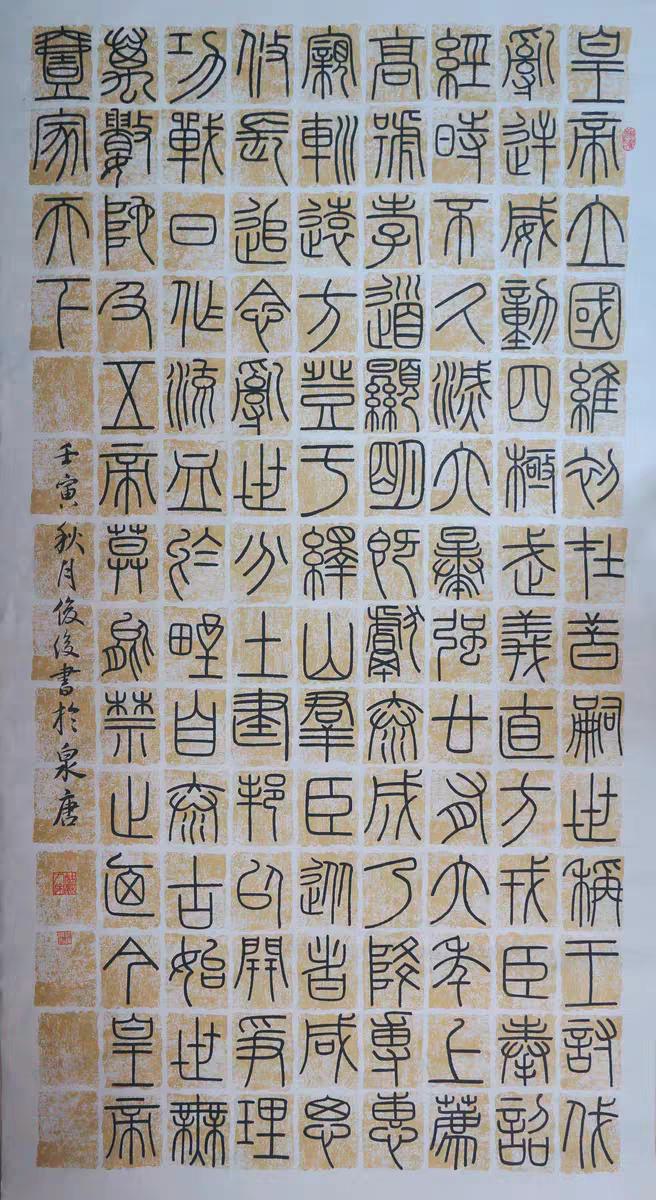 皇帝立國維初在昔嗣世稱王討伐
亂逆威動四極武義直方戎臣奉詔
經時不久滅六暴强廿有六年上薦
高號孝道顯明既獻泰成乃降專惠
寴巡遠方登于繹山羣臣從者咸思
攸長追念亂世分土建邦以開爭理
功戰日作流血於野自泰古始世無
萬數陀及五帝莫能禁止廼今皇帝
壹家天下
壬寅秋月俊俊書於泉唐